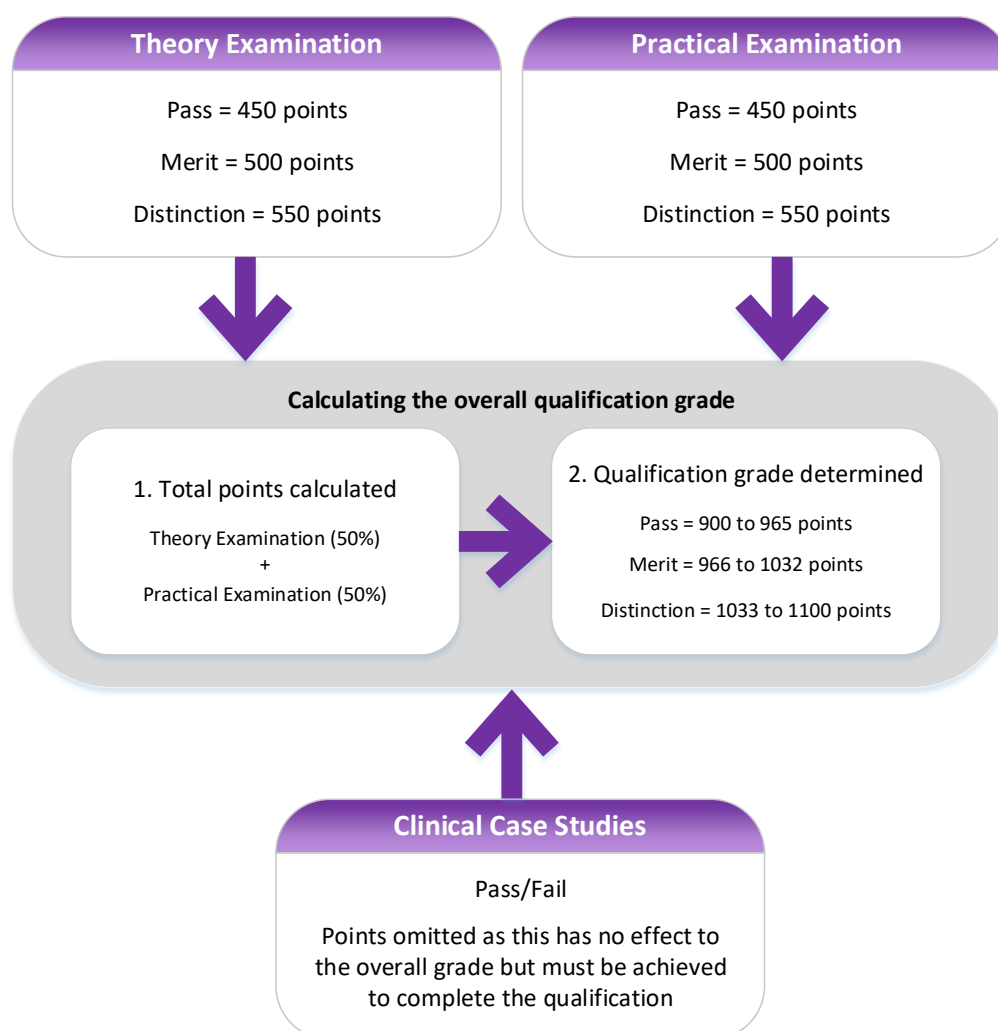 Theory Examination
Pass = 450 points
Merit = 500 points
Distinction = 550 points
Practical Examination
Pass = 450 points
Merit = 500 points
Distinction = 550 points
Calculating the overall qualification grade
1. Total points calculated
Theory Examination (50%)
+
Practical Examination (50%)
2. Qualification grade determined
Pass = 900 to 965 points
Merit = 966 to 1032 points
Distinction = 1033 to 1100 points
Clinical Case Studies
Pass/Fail
Points omitted as this has no effect to
the overall grade but must be achieved
to complete the qualification